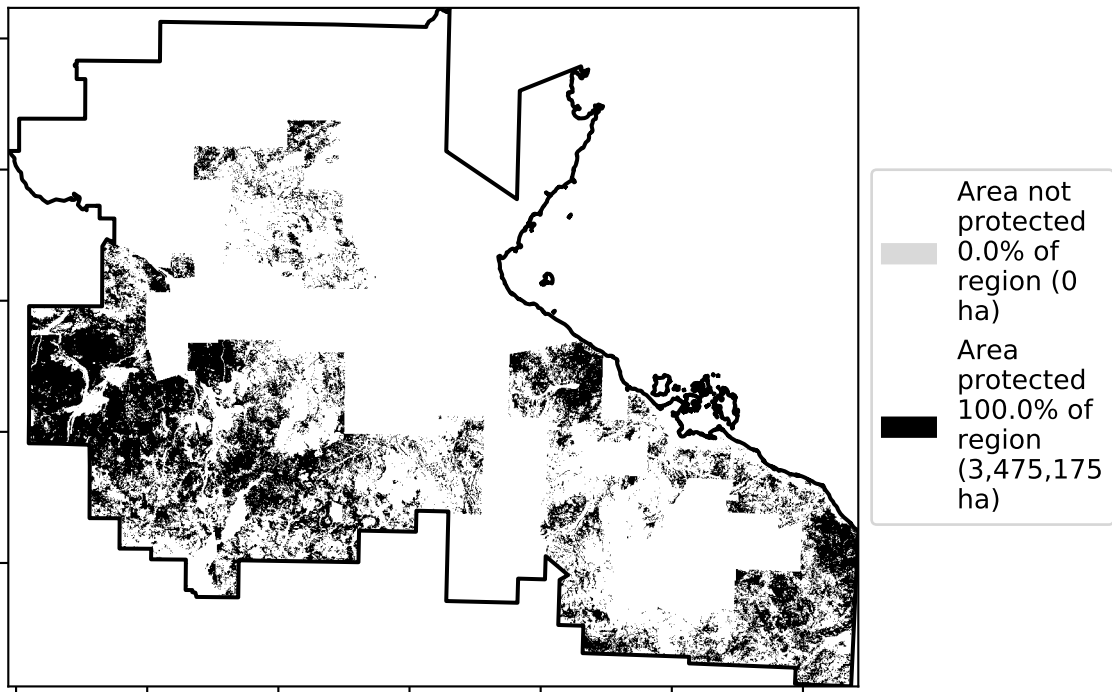 Area not
protected
0.0% of
region (0
ha)
Area
protected
100.0% of
region
(3,475,175
ha)